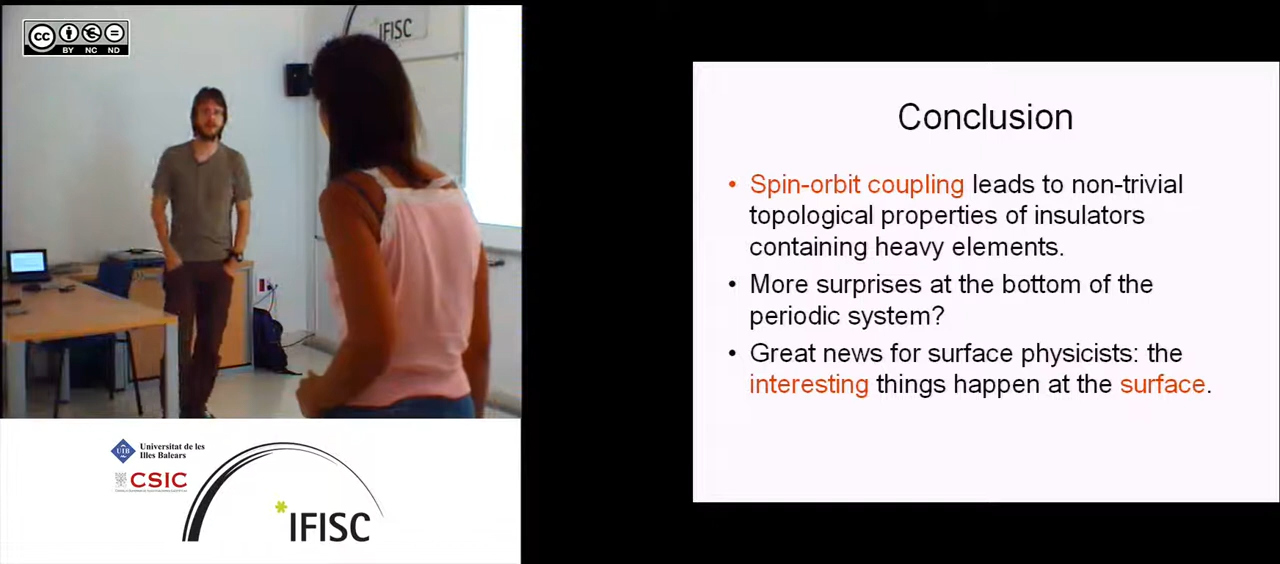 cc
BY NC ND
IFISC
Conclusion
• Spin-orbit coupling leads to non-trivial
topological properties of insulators
containing heavy elements.
• More surprises at the bottom of the
periodic system?
• Great news for surface physicists: the
interesting things happen at the surface.
UIB
Universitat de les
Illes Balears
CSIC
*IFISC